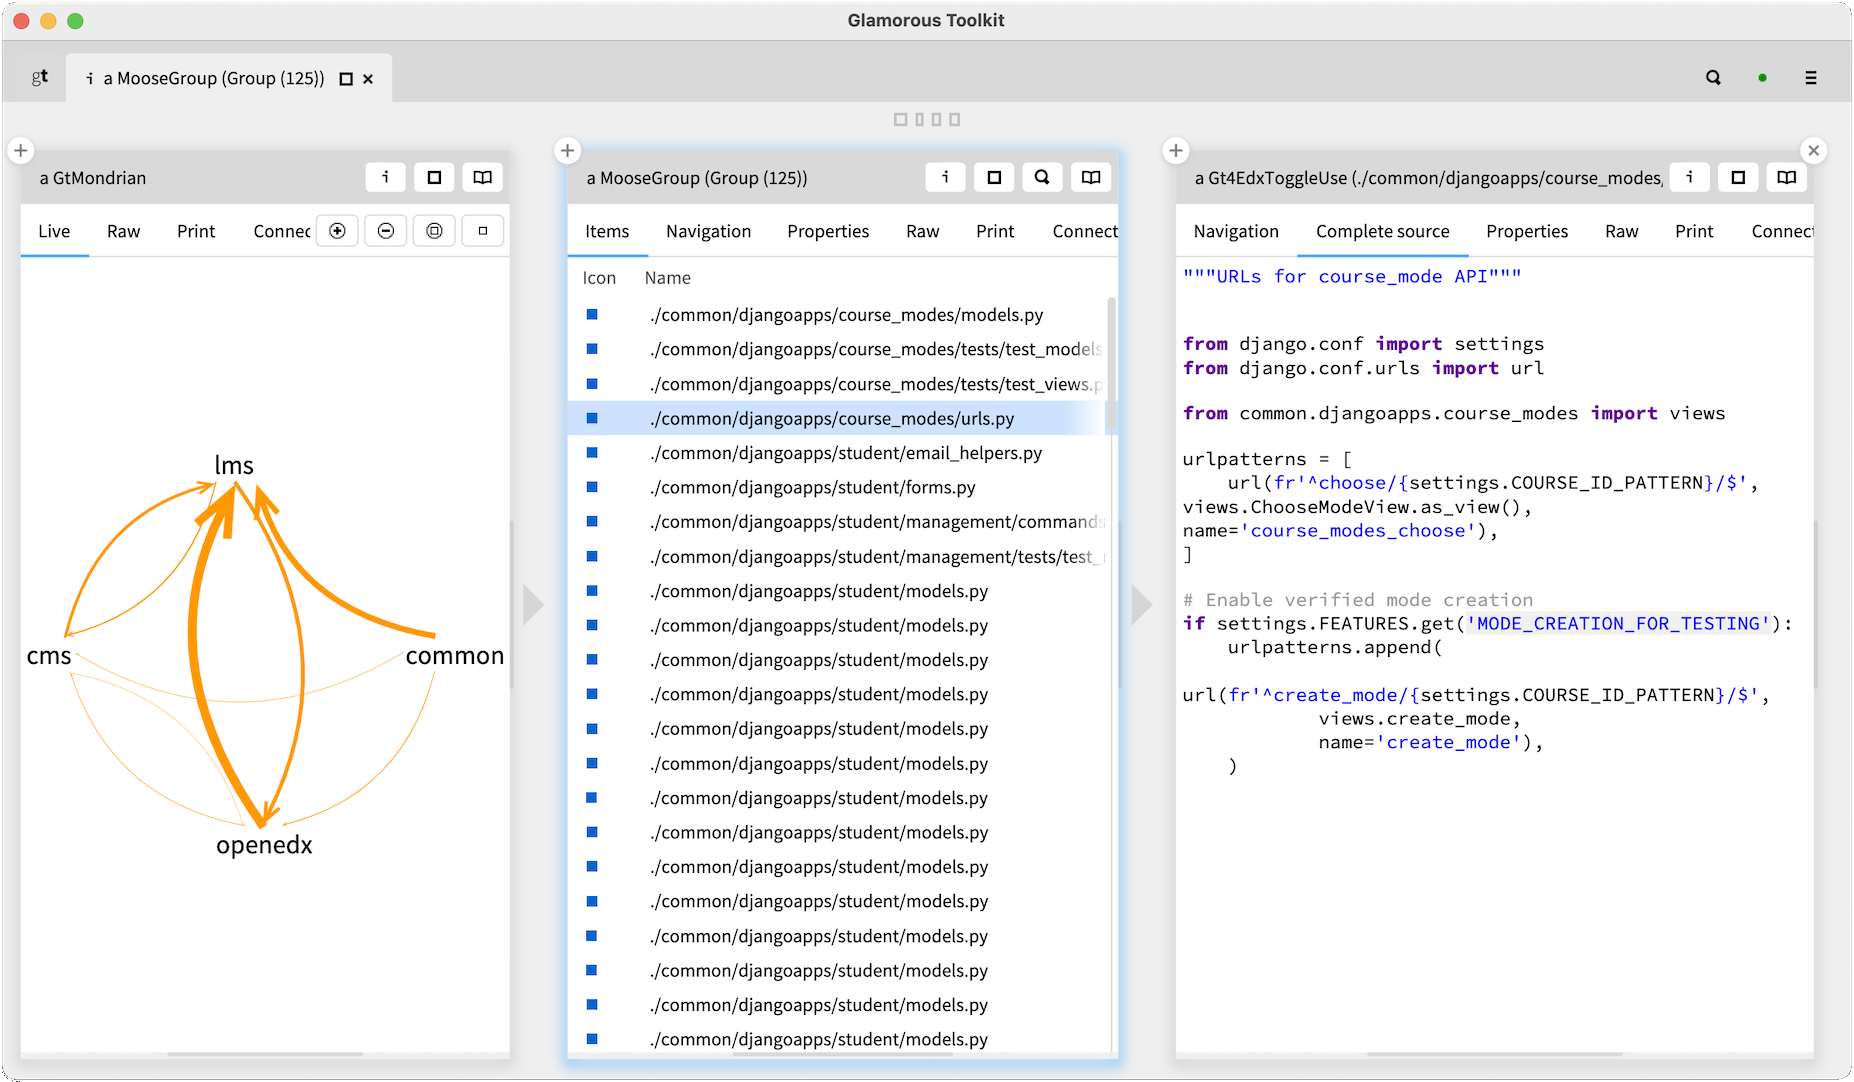 Glamorous Toolkit
gt
i a MooseGroup (Group (125))
a GtMondrian
i
Live Raw Print Connec
lms
cms
common
openedx
a MooseGroup (Group (125))
i
Items Navigation Properties Raw Print Connect
Icon Name
./common/djangoapps/course_modes/models.py
./common/djangoapps/course_modes/tests/test_models
./common/djangoapps/course_modes/tests/test_views.p
./common/djangoapps/course_modes/urls.py
./common/djangoapps/student/email_helpers.py
./common/djangoapps/student/forms.py
./common/djangoapps/student/management/commands
./common/djangoapps/student/management/tests/test_
./common/djangoapps/student/models.py
./common/djangoapps/student/models.py
./common/djangoapps/student/models.py
./common/djangoapps/student/models.py
./common/djangoapps/student/models.py
./common/djangoapps/student/models.py
./common/djangoapps/student/models.py
./common/djangoapps/student/models.py
./common/djangoapps/student/models.py
./common/djangoapps/student/models.py
./common/djangoapps/student/models.py
./common/djangoapps/student/models.py
./common/djangoapps/student/models.py
./common/djangoapps/student/models.py
a Gt4EdxToggleUse (./common/djangoapps/course_modes,
i
Navigation Complete source Properties Raw Print Connect
"""URLs for course_mode API"""
from django.conf import settings
from django.conf.urls import url
from common.djangoapps.course_modes import views
urlpatterns = [
url(fr'^choose/{settings.COURSE_ID_PATTERN}/$',
views.ChooseModeView.as_view(),
name='course_modes_choose'),
]
# Enable verified mode creation
if settings.FEATURES.get('MODE_CREATION_FOR_TESTING'):
urlpatterns.append(
url(fr'^create_mode/{settings.COURSE_ID_PATTERN}/$',
views.create_mode,
name='create_mode'),
)